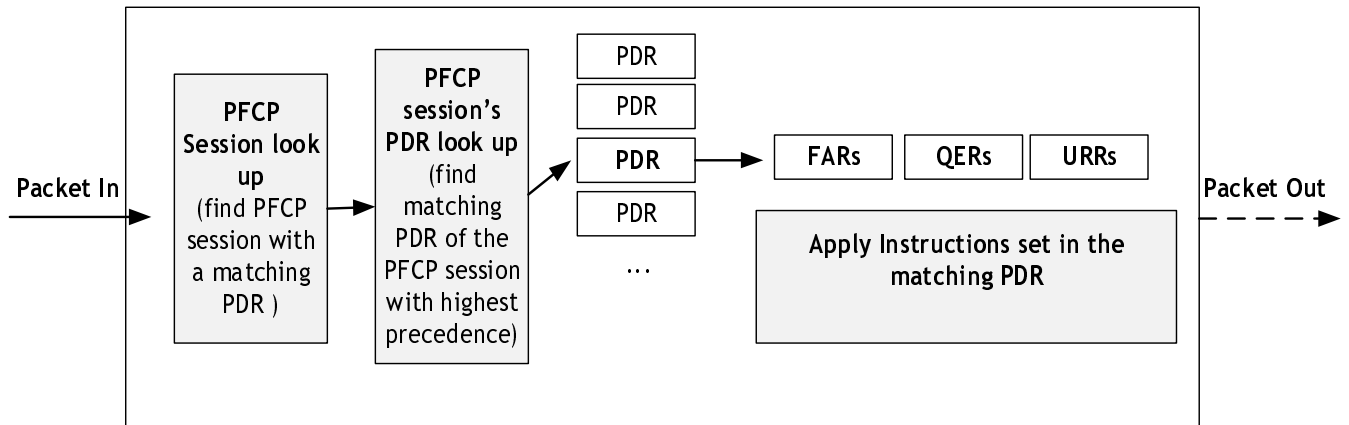 Packet In
PFCP
Session look
up
(find PFCP
session with
a matching
PDR )
PFCP
session's
PDR look up
(find
matching
PDR of the
PFCP session
with highest
precedence)
PDR
PDR
PDR
PDR
...
FARs
QERs
URRs
Apply Instructions set in the
matching PDR
Packet Out